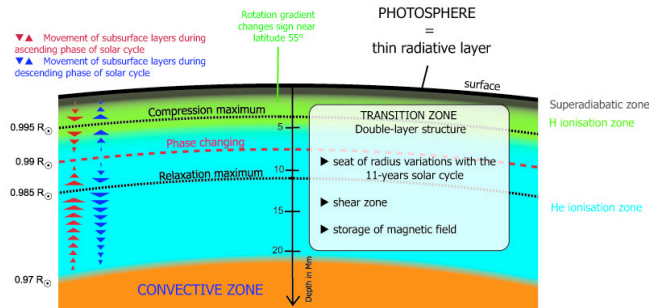 Rotation gradient
changes sign near
latitude 55°
PHOTOSPHERE
=
thin radiative layer
▼▲ Movement of subsurface layers during
ascending phase of solar cycle
▼▲ Movement of subsurface layers during
descending phase of solar cycle
surface
Superadiabatic zone
H ionisation zone
He ionisation zone
0.995 R☉
0.99 R☉
0.985 R☉
0.97 R☉
Compression maximum
Phase changing
Relaxation maximum
5
10
15
20
Depth in Mm
TRANSITION ZONE
Double-layer structure
▶ seat of radius variations with the
11-years solar cycle
▶ shear zone
▶ storage of magnetic field
CONVECTIVE ZONE